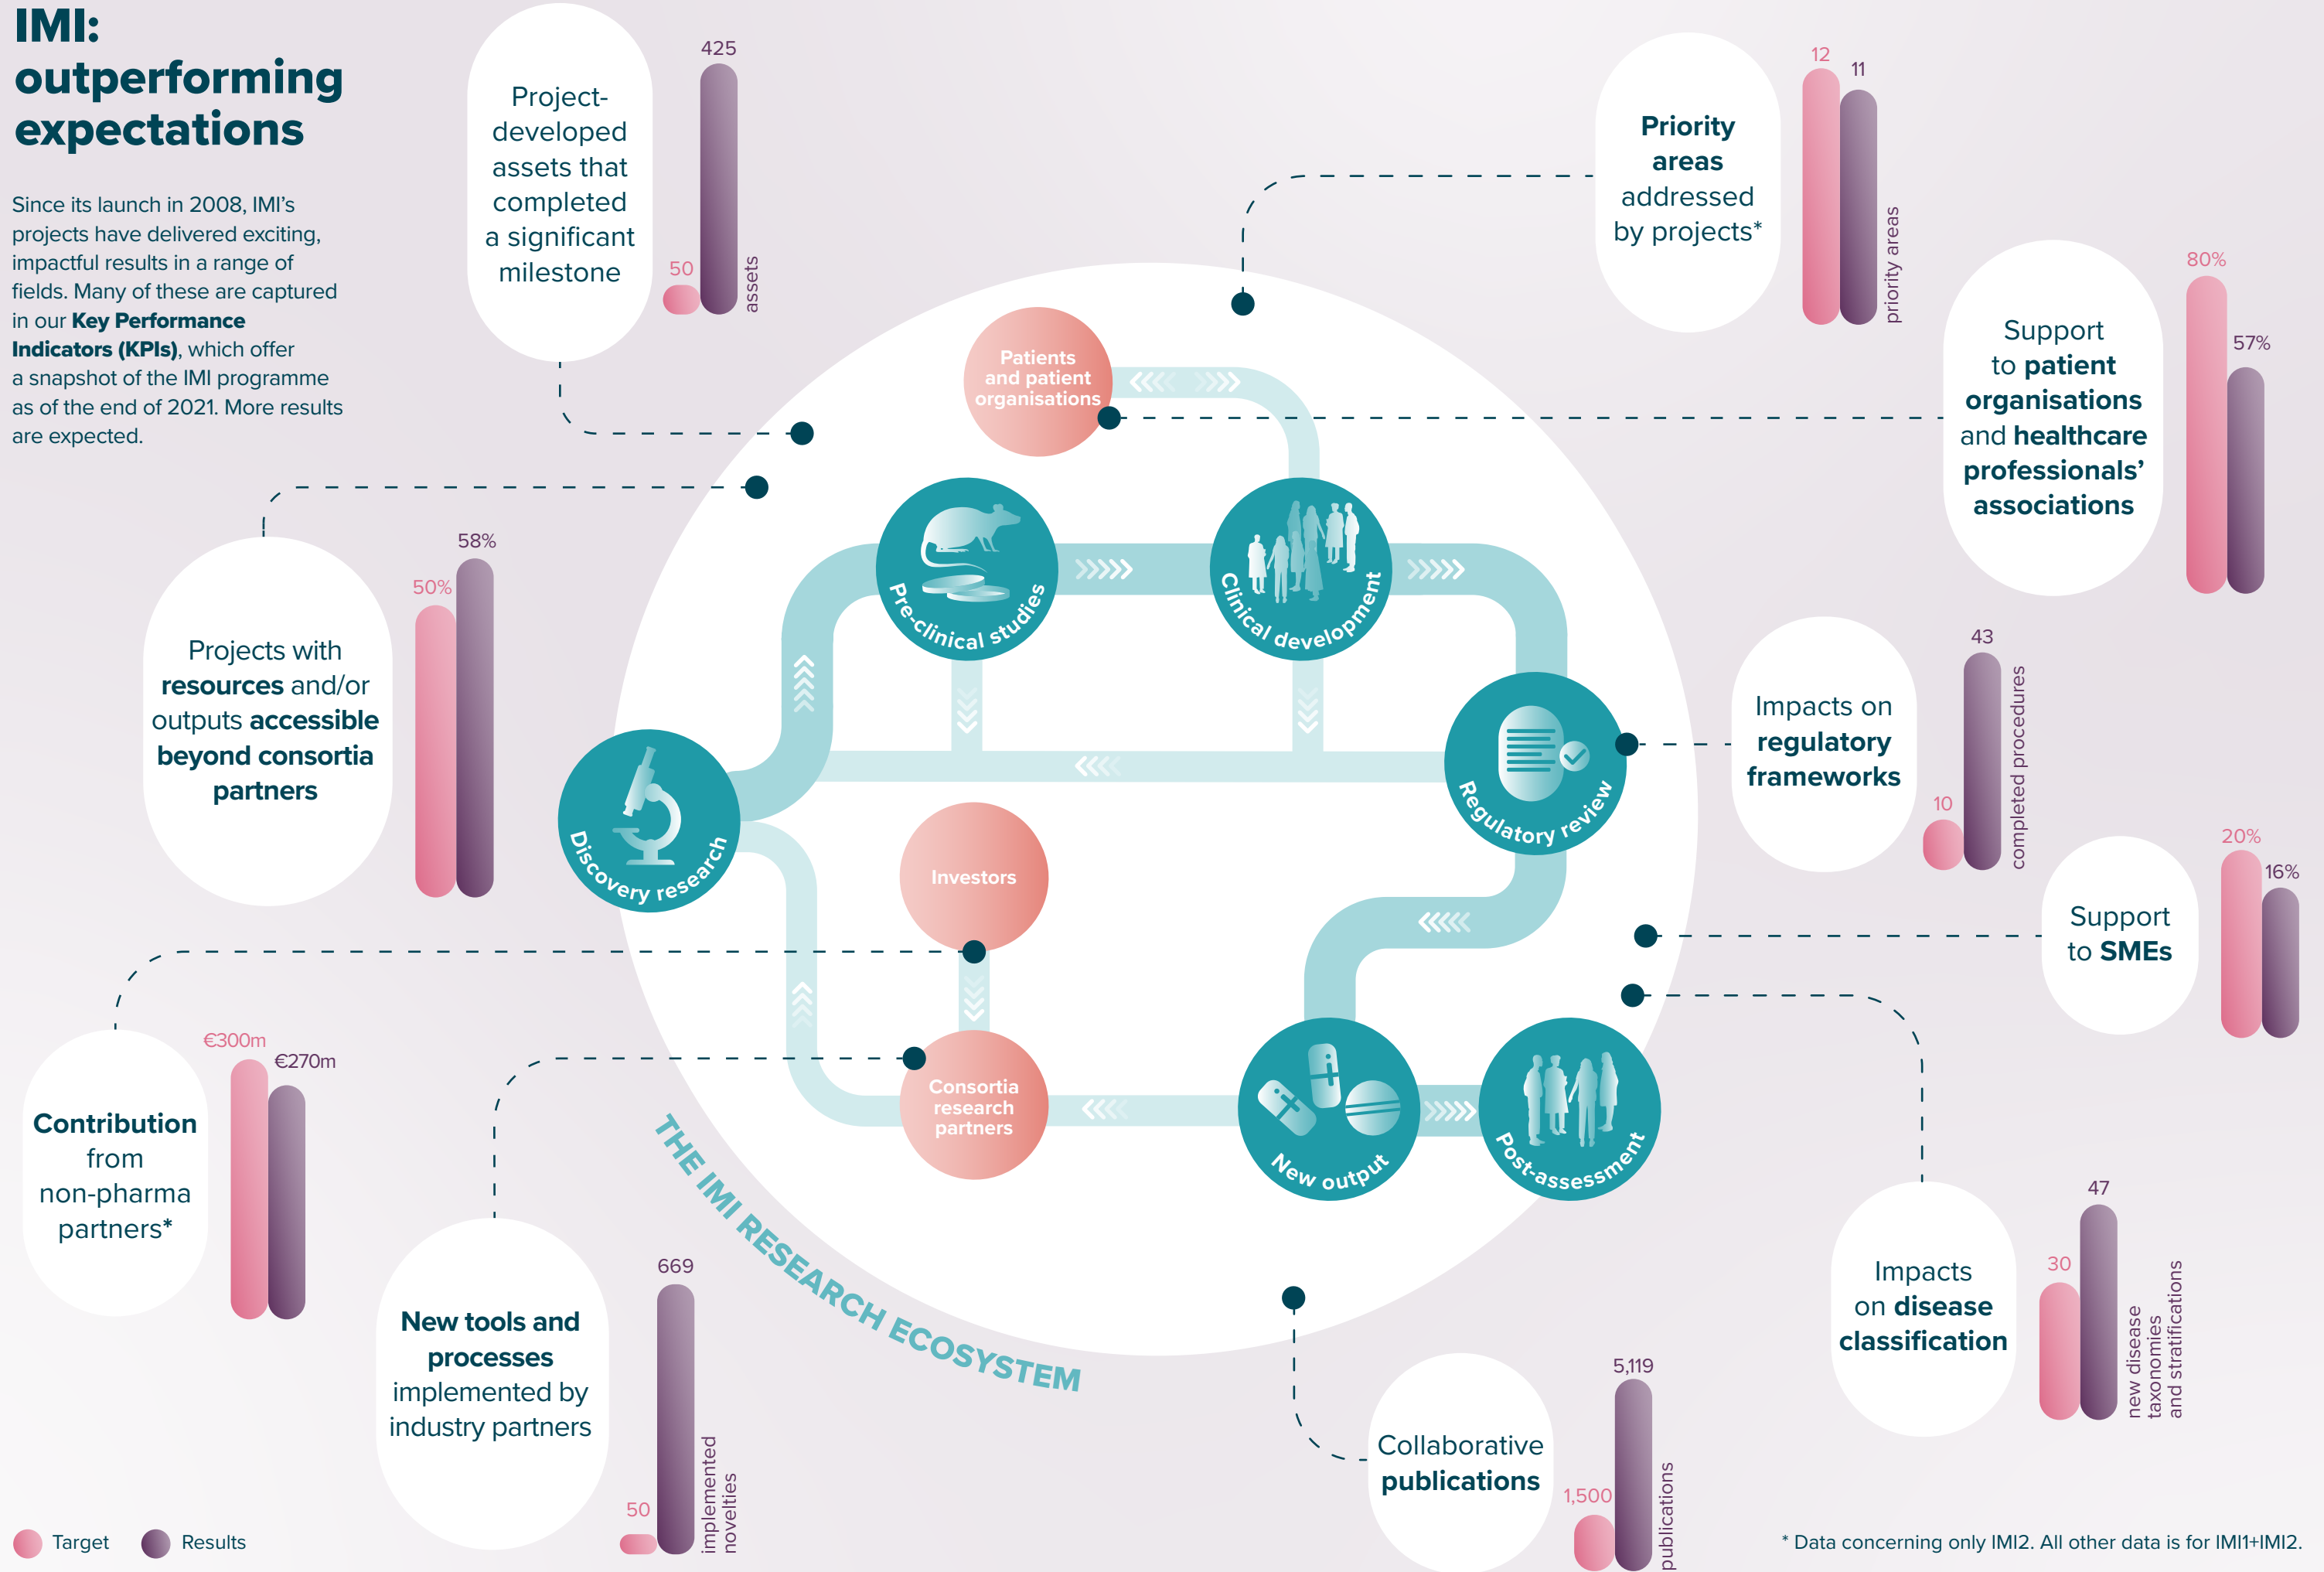 IMI:
outperforming
expectations
Since its launch in 2008, IMI’s
projects have delivered exciting,
impactful results in a range of
fields. Many of these are captured
in our Key Performance
Indicators (KPIs), which offer
a snapshot of the IMI programme
as of the end of 2021. More results
are expected.
Project-
developed
assets that
completed
a significant
milestone
50
425
assets
Priority
areas
addressed
by projects*
12
11
priority areas
Support
to patient
organisations
and healthcare
professionals’
associations
80%
57%
Projects with
resources and/or
outputs accessible
beyond consortia
partners
50%
58%
Patients
and patient
organisations
Pre-clinical studies
Clinical development
Discovery research
Regulatory review
Investors
Consortia
research
partners
New output
Post-assessment
THE IMI RESEARCH ECOSYSTEM
Impacts on
regulatory
frameworks
10
43
completed procedures
Support
to SMEs
20%
16%
Contribution
from
non-pharma
partners*
€300m
€270m
New tools and
processes
implemented by
industry partners
50
669
implemented
novelties
Collaborative
publications
1,500
5,119
publications
Impacts
on disease
classification
30
47
new disease
taxonomies
and stratifications
Target
Results
* Data concerning only IMI2. All other data is for IMI1+IMI2.